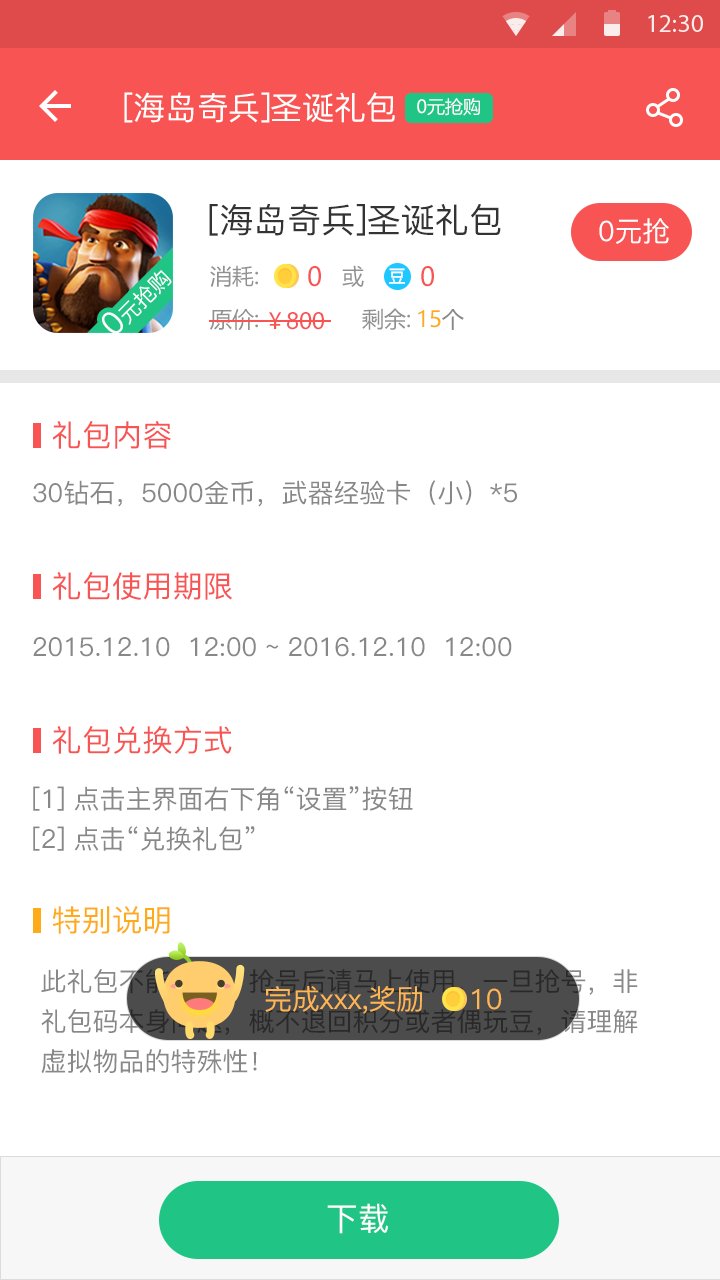 12:30
[海岛奇兵]圣诞礼包 0元抢购
[海岛奇兵]圣诞礼包
0元抢
消耗: 0 或 豆 0
0元抢购
原价: ￥800 剩余: 15个
礼包内容
30钻石，5000金币，武器经验卡（小）*5
礼包使用期限
2015.12.10 12:00 ~ 2016.12.10 12:00
礼包兑换方式
[1] 点击主界面右下角“设置”按钮
[2] 点击“兑换礼包”
特别说明
此礼包不 抢号后请马上使用，一旦抢号，非
完成xxx,奖励 10
礼包码本身 ，概不退回积分或者偶玩豆，请理解
虚拟物品的特殊性！
下载